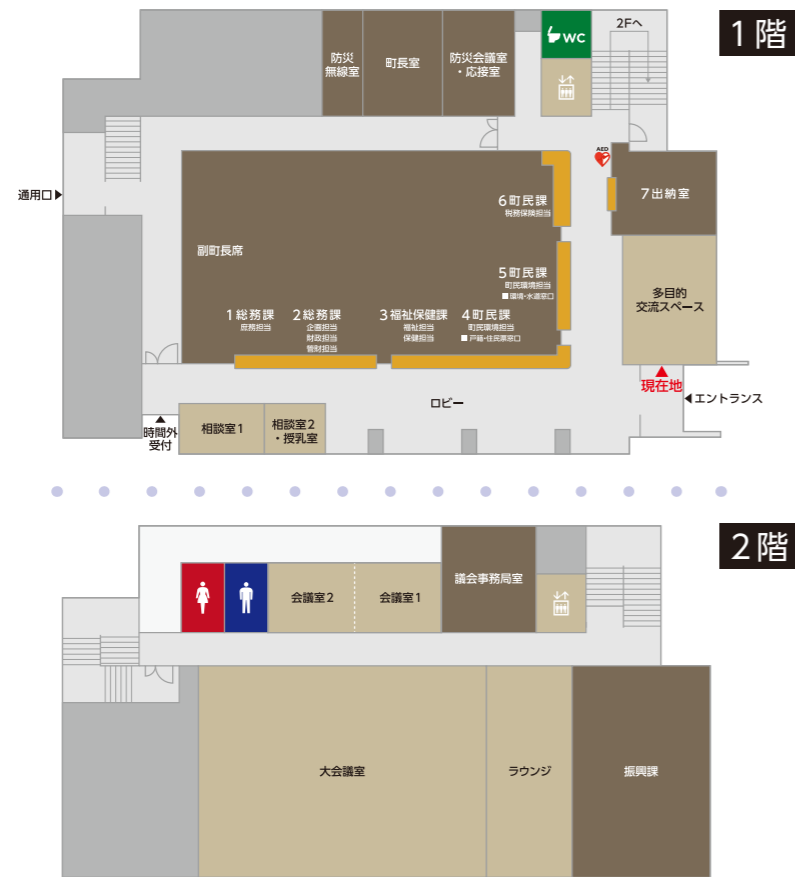 1階
2Fへ
WC
防災
無線室
町長室
防災会議室
・応接室
AED
通用口
6町民課
税務保険担当
7出納室
副町長席
5町民課
町民環境担当
環境・水道窓口
多目的
交流スペース
1総務課
庶務担当
2総務課
企画担当
財政担当
管財担当
3福祉保健課
福祉担当
保健担当
4町民課
町民環境担当
戸籍・住民票窓口
現在地
エントランス
ロビー
時間外
受付
相談室1
相談室2
・授乳室
2階
会議室2
会議室1
議会事務局室
大会議室
ラウンジ
振興課